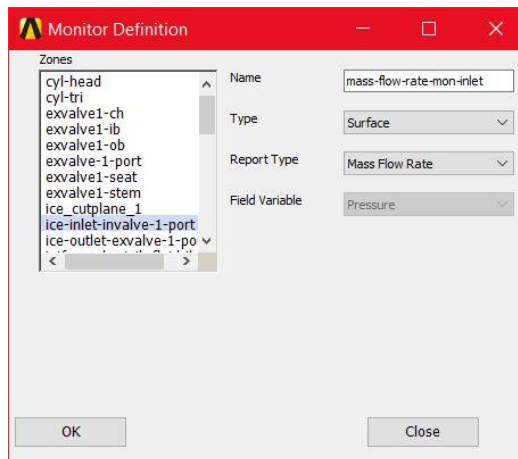 Monitor Definition
Zones
cyl-head
cyl-tri
exvalve1-ch
exvalve1-ib
exvalve1-ob
exvalve-1-port
exvalve1-seat
exvalve1-stem
ice_cutplane_1
ice-inlet-invalve-1-port
ice-outlet-exvalve-1-po
Name
mass-flow-rate-mon-inlet
Type
Surface
Report Type
Mass Flow Rate
Field Variable
Pressure
OK
Close